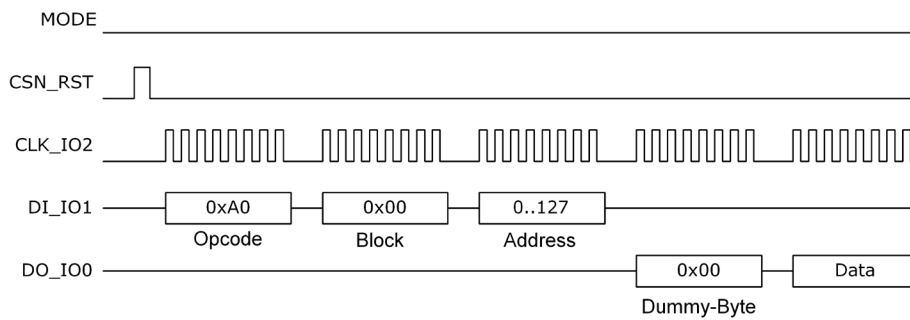 MODE
CSN_RST
CLK_IO2
DI_IO1 0xA0 0x00 0..127
Opcode Block Address
DO_IO0 0x00 Data
Dummy-Byte